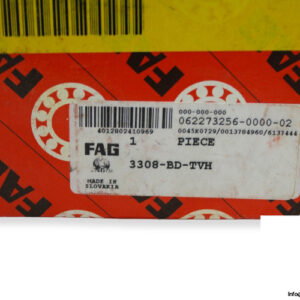 FAG
000-000-000
062273256-0000-02
0045K0729/0013784960/6137444
4012802410969
1 PIECE
FAG
3308-BD-TVH
MADE IN
SLOVAKIA
FAG